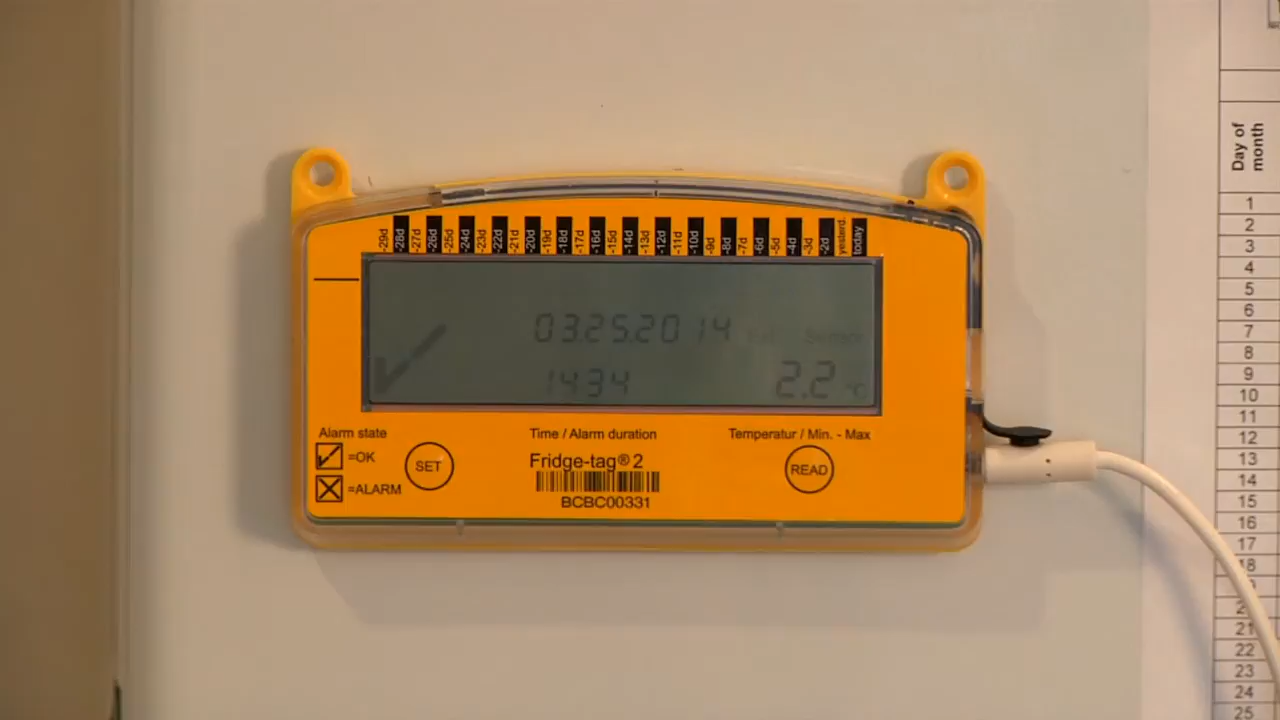 -29d -28d -27d -26d -25d -24d -23d -22d -21d -20d -19d -18d -17d -16d -15d -14d -13d -12d -11d -10d -9d -8d -7d -6d -5d -4d -3d -2d yesterd. today
03.25.2014 Ext Sensor
1434 2.2 °C
Alarm state
=OK
=ALARM
SET
Time / Alarm duration
Fridge-tag® 2
BCBC00331
Temperatur / Min. - Max
READ
Day of
month
1
2
3
4
5
6
7
8
9
10
11
12
13
14
15
16
17
18
21
22
23
24
25